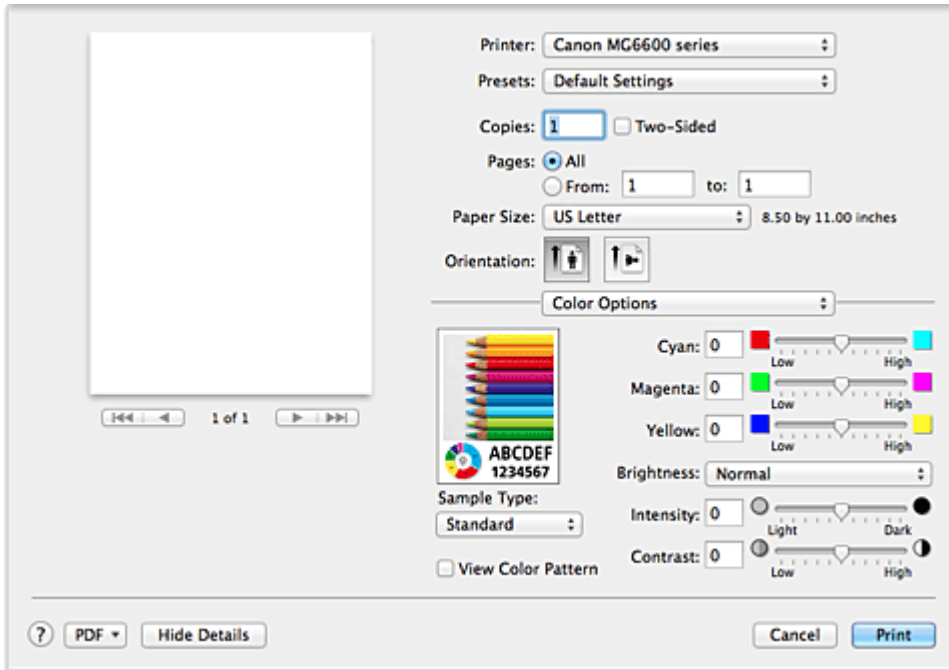 Printer: Canon MG6600 series
Presets: Default Settings
Copies: 1 Two-Sided
Pages: All
From: 1 to: 1
Paper Size: US Letter 8.50 by 11.00 inches
Orientation:
Color Options
1 of 1
ABCDEF
1234567
Sample Type:
Standard
View Color Pattern
Cyan: 0
Low High
Magenta: 0
Low High
Yellow: 0
Low High
Brightness: Normal
Intensity: 0
Light Dark
Contrast: 0
Low High
? PDF Hide Details Cancel Print